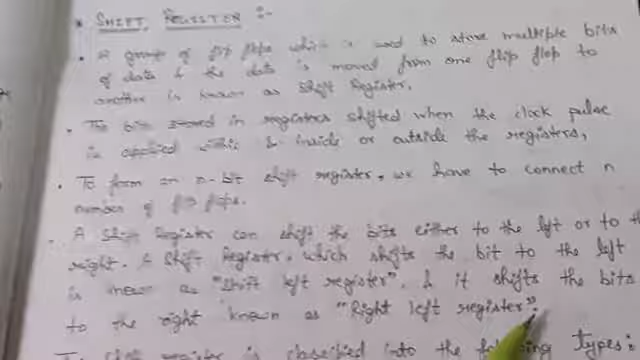 * SHIFT REGISTER :-
• A group of flip flops which is used to store multiple bits
of data & the data is moved from one flip flop to
another is known as Shift Register.
• The bits stored in registers shifted when the clock pulse
is applied within & inside or outside the registers,
• To form an n-bit shift register, we have to connect n
number of flip flops.
• A Shift Register can shift the bits either to the left or to the
right. A Shift Register, which shifts the bit to the left
is known as "Shift left register". & it shifts the bits
to the right known as "Right left register".
The Shift register is classified into the following types: